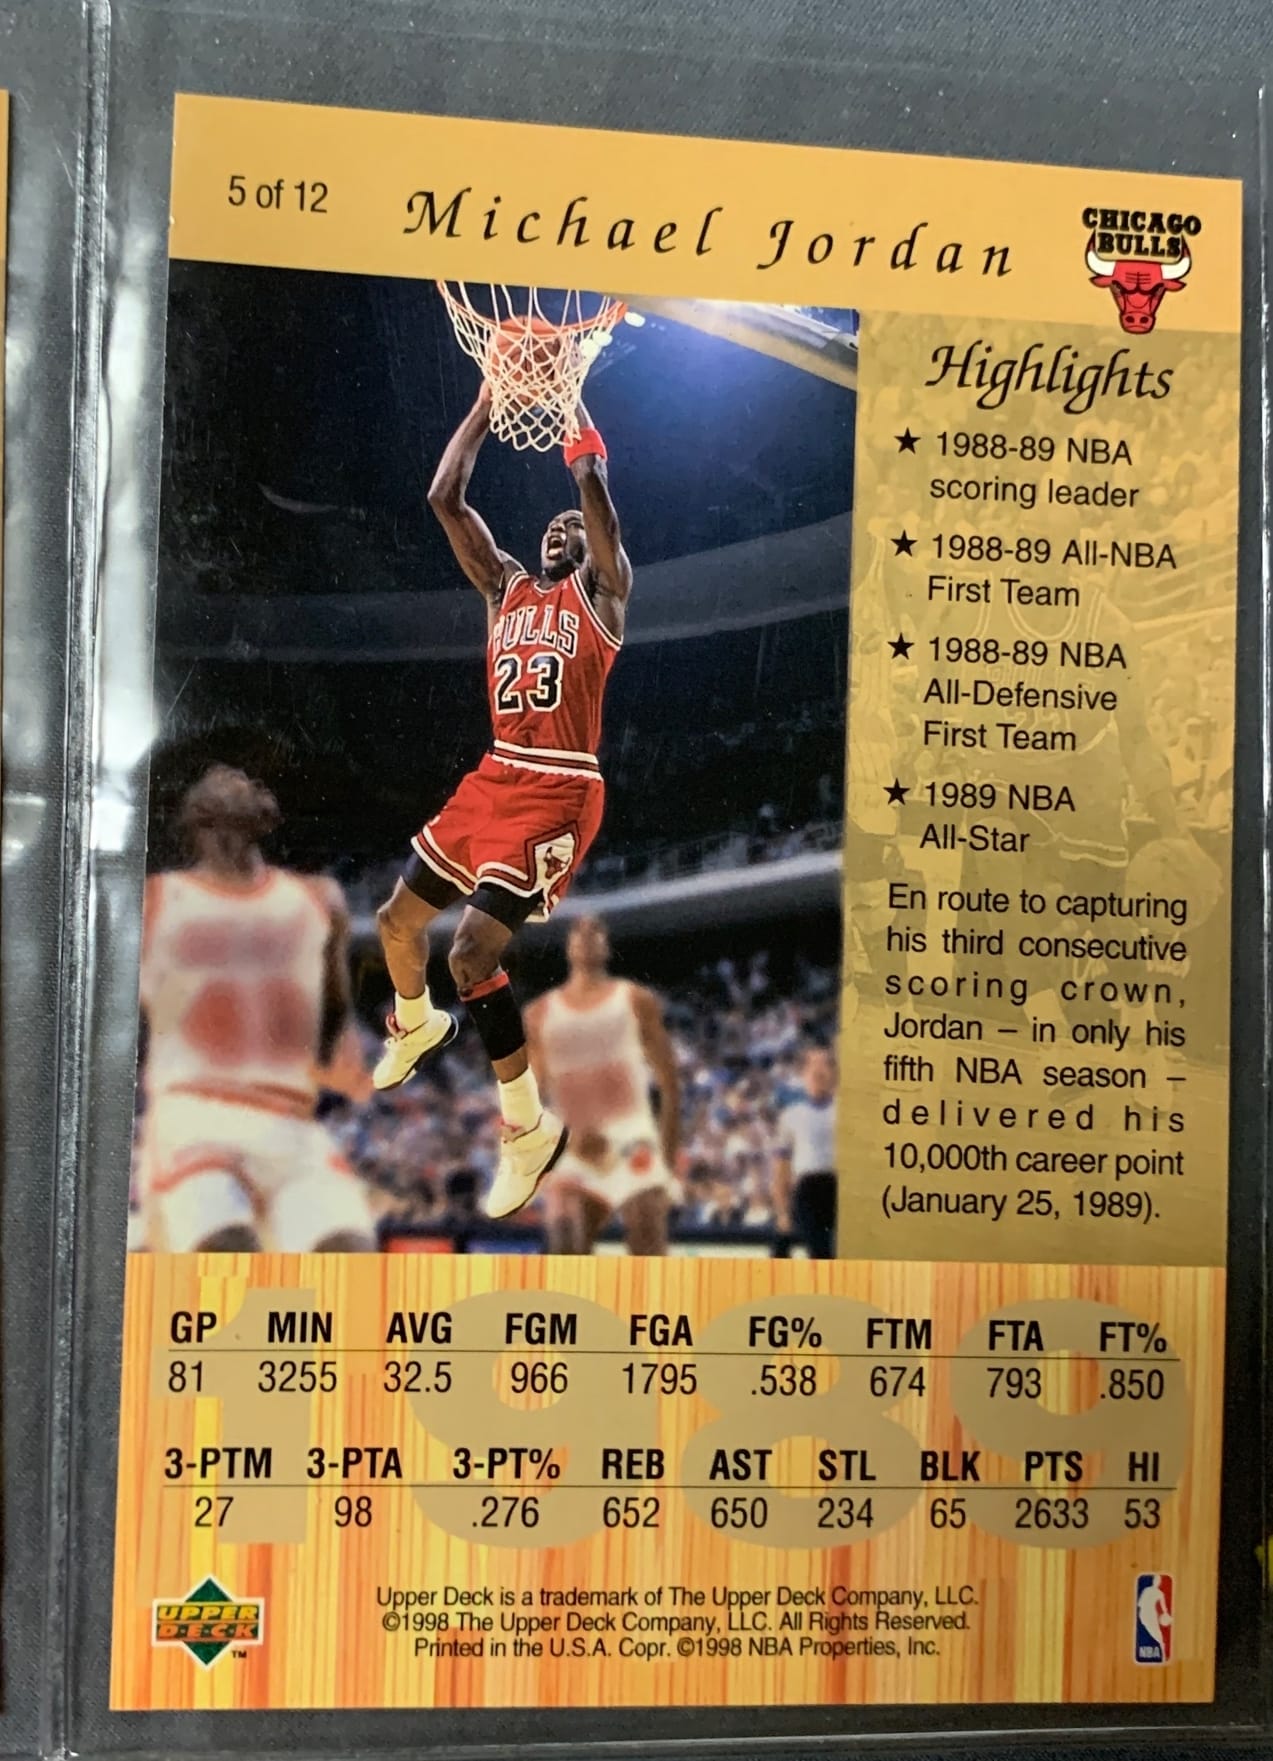 5 of 12
Michael Jordan
CHICAGO
BULLS
BULLS
23
Highlights
★ 1988-89 NBA
scoring leader
★ 1988-89 All-NBA
First Team
★ 1988-89 NBA
All-Defensive
First Team
★ 1989 NBA
All-Star
En route to capturing
his third consecutive
scoring crown,
Jordan – in only his
fifth NBA season –
delivered his
10,000th career point
(January 25, 1989).
1989
GP MIN AVG FGM FGA FG% FTM FTA FT%
81 3255 32.5 966 1795 .538 674 793 .850
3-PTM 3-PTA 3-PT% REB AST STL BLK PTS HI
27 98 .276 652 650 234 65 2633 53
UPPER
DECK
TM
Upper Deck is a trademark of The Upper Deck Company, LLC.
©1998 The Upper Deck Company, LLC. All Rights Reserved.
Printed in the U.S.A. Copr. ©1998 NBA Properties, Inc.
NBA